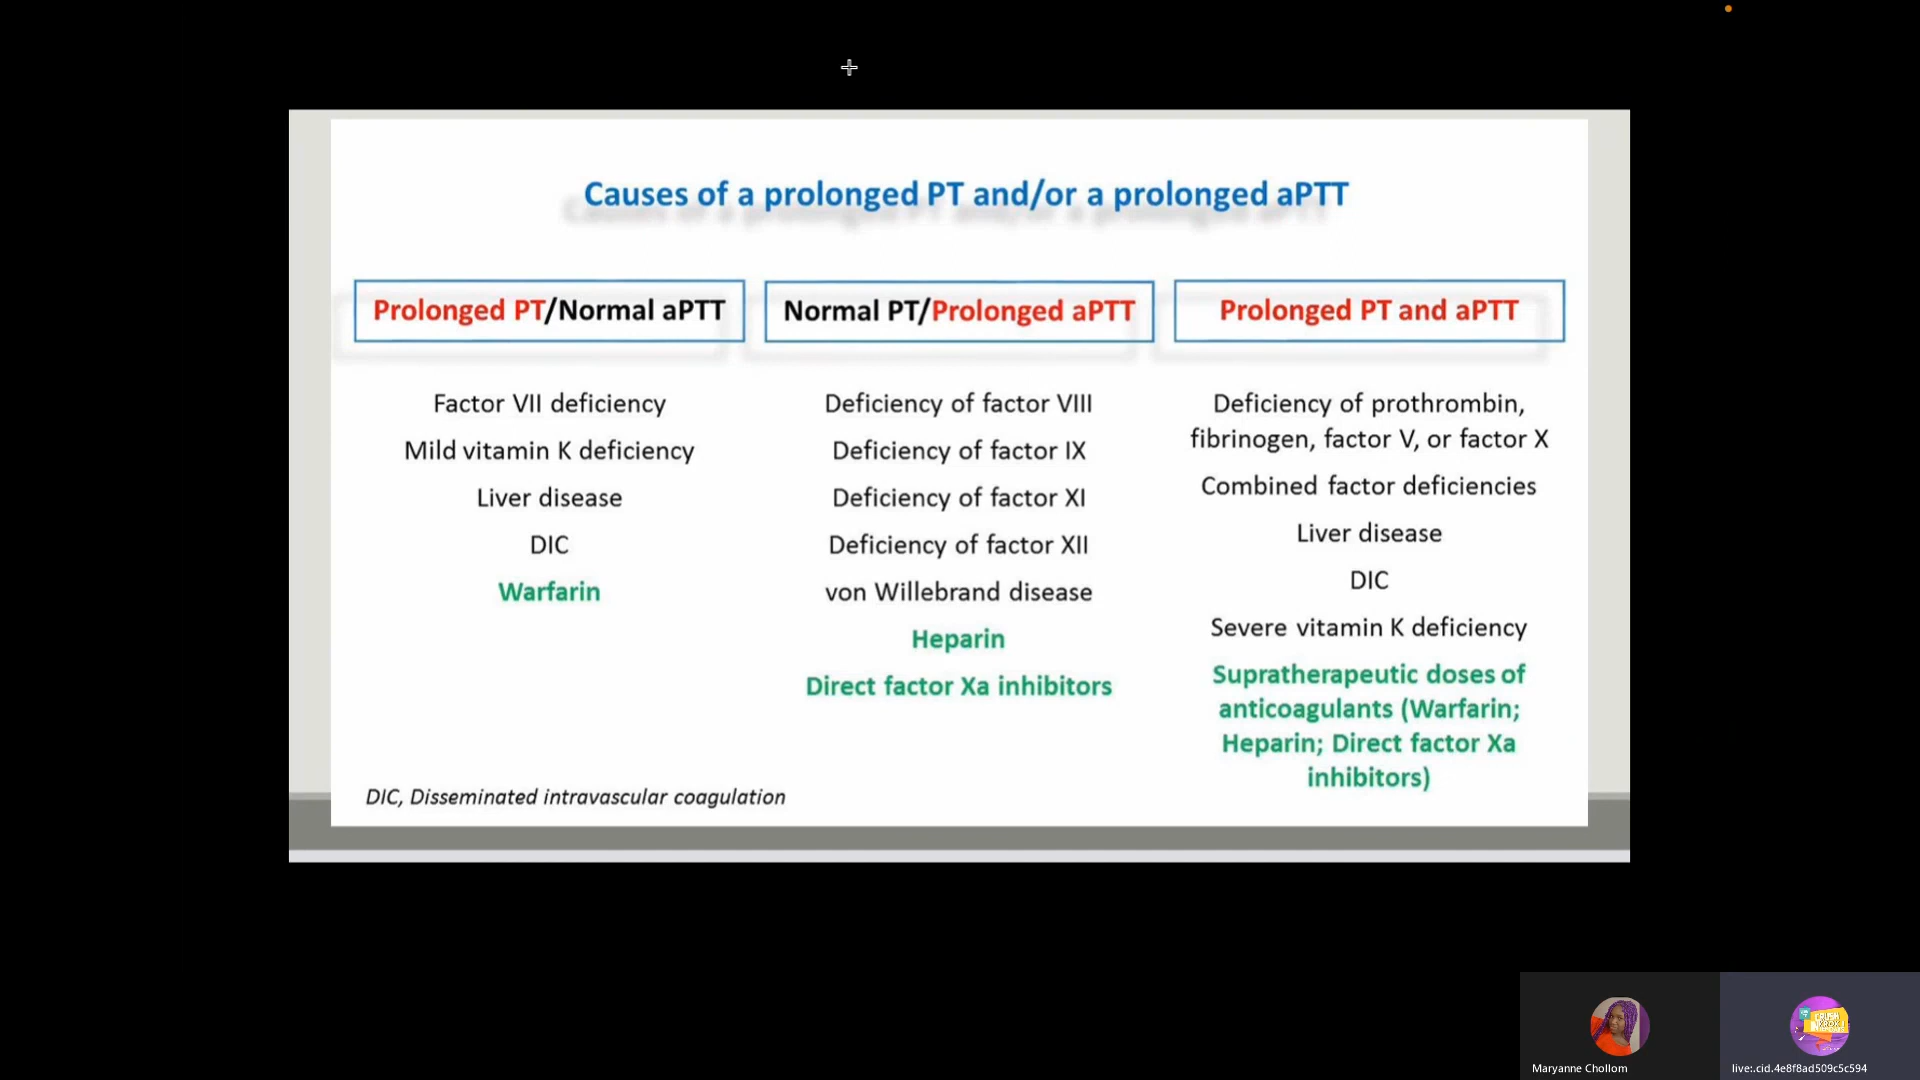 Causes of a prolonged PT and/or a prolonged aPTT
Prolonged PT/Normal aPTT
Factor VII deficiency
Mild vitamin K deficiency
Liver disease
DIC
Warfarin
Normal PT/Prolonged aPTT
Deficiency of factor VIII
Deficiency of factor IX
Deficiency of factor XI
Deficiency of factor XII
von Willebrand disease
Heparin
Direct factor Xa inhibitors
Prolonged PT and aPTT
Deficiency of prothrombin,
fibrinogen, factor V, or factor X
Combined factor deficiencies
Liver disease
DIC
Severe vitamin K deficiency
Supratherapeutic doses of
anticoagulants (Warfarin;
Heparin; Direct factor Xa
inhibitors)
DIC, Disseminated intravascular coagulation
Maryanne Chollom
live:.cid.4e8f8ad509c5c594